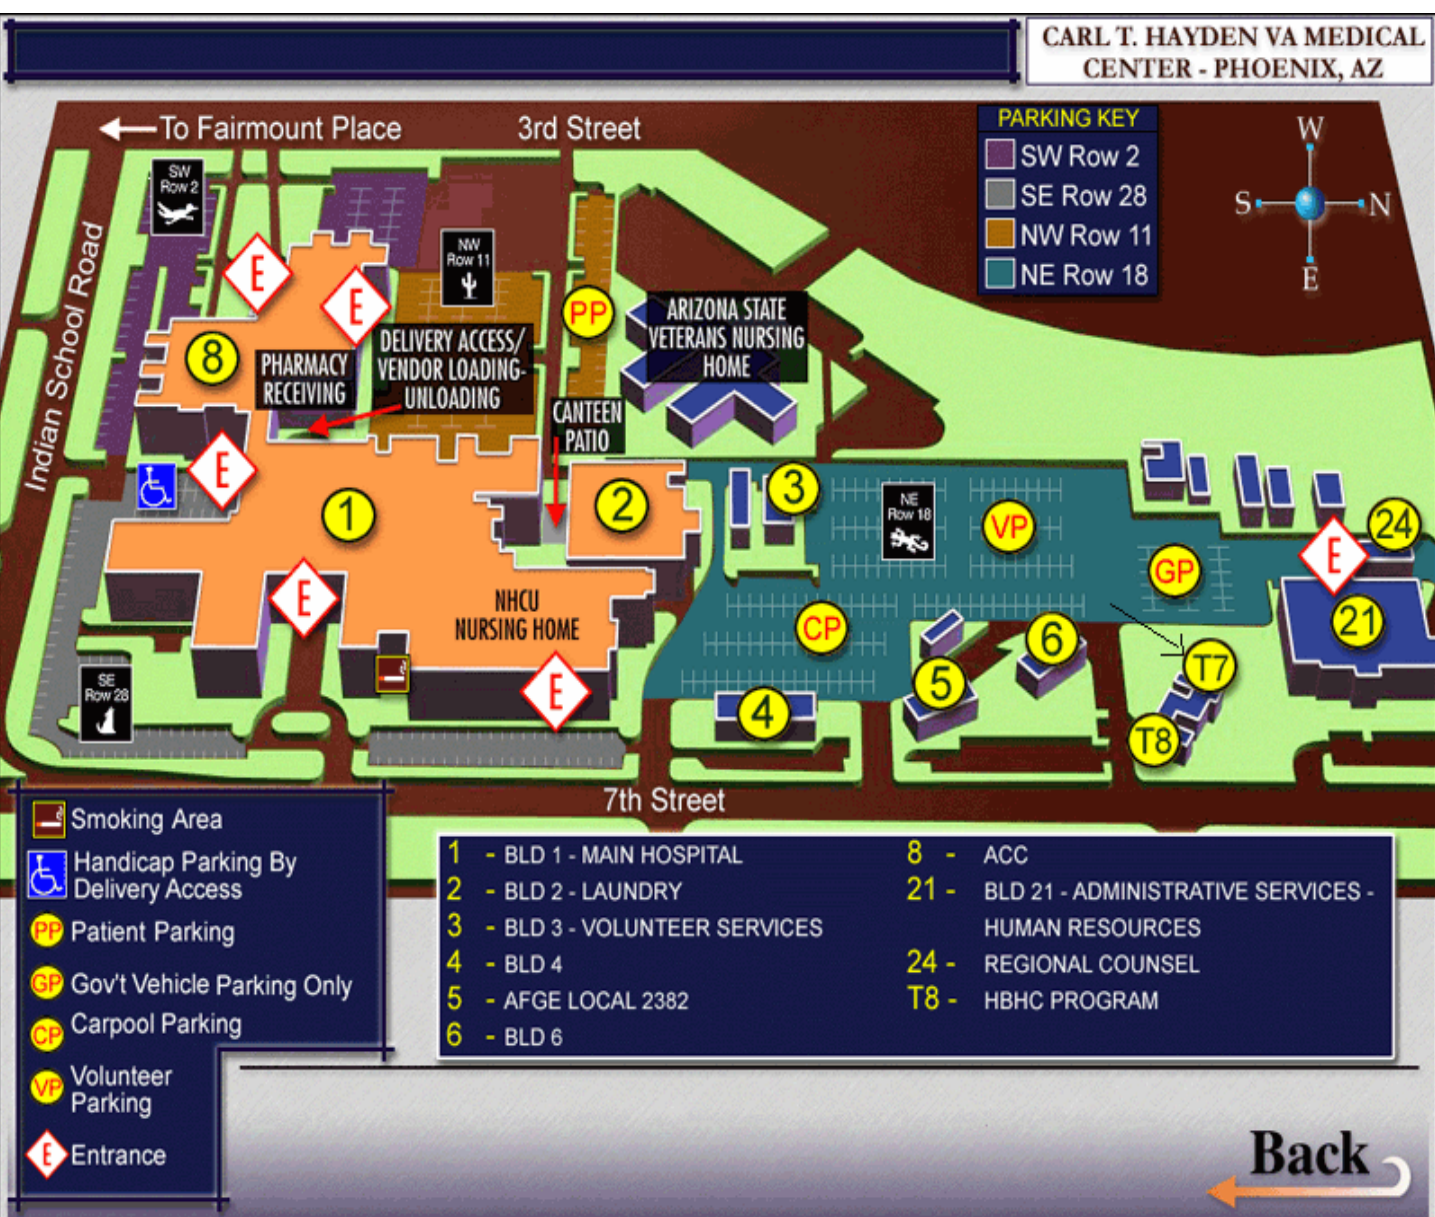 CARL T. HAYDEN VA MEDICAL
CENTER - PHOENIX, AZ
To Fairmount Place
3rd Street
PARKING KEY
SW Row 2
SE Row 28
NW Row 11
NE Row 18
W
S
N
E
SW
Row 2
Indian School Road
NW
Row 11
E
E
PP
ARIZONA STATE
VETERANS NURSING
HOME
8
PHARMACY
RECEIVING
DELIVERY ACCESS/
VENDOR LOADING-
UNLOADING
CANTEEN
PATIO
E
1
2
3
NE
Row 18
VP
24
E
GP
E
NHCU
NURSING HOME
CP
6
21
T7
SE
Row 28
E
4
5
T8
7th Street
Smoking Area
Handicap Parking By
Delivery Access
PP Patient Parking
GP Gov't Vehicle Parking Only
CP Carpool Parking
VP Volunteer
Parking
E Entrance
1 - BLD 1 - MAIN HOSPITAL
2 - BLD 2 - LAUNDRY
3 - BLD 3 - VOLUNTEER SERVICES
4 - BLD 4
5 - AFGE LOCAL 2382
6 - BLD 6
8 - ACC
21 - BLD 21 - ADMINISTRATIVE SERVICES -
HUMAN RESOURCES
24 - REGIONAL COUNSEL
T8 - HBHC PROGRAM
Back